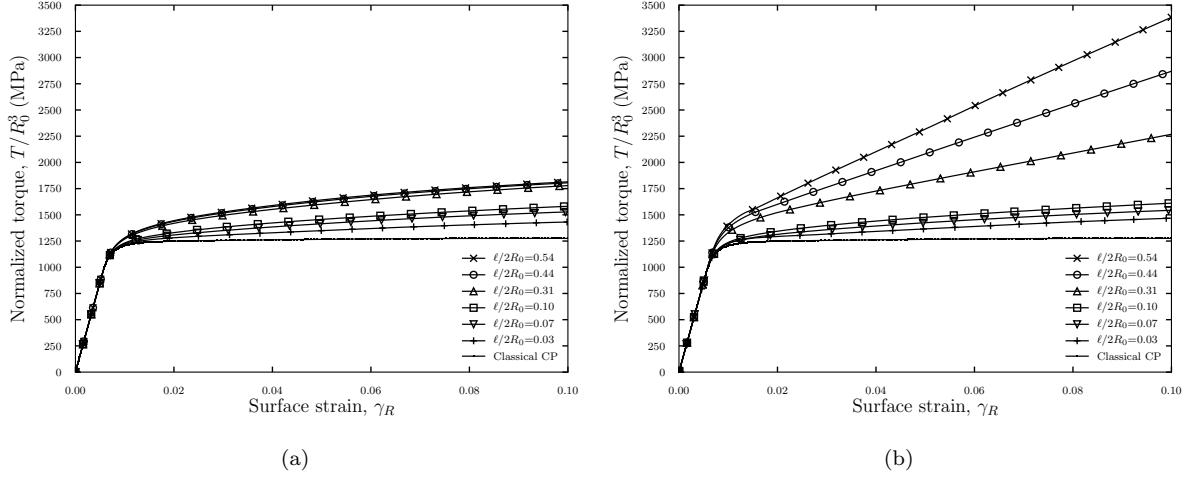 3500
3250
3000
2750
2500
2250
2000
1750
1500
1250
1000
750
500
250
0
Normalized torque, T/R₀³ (MPa)
ℓ/2R₀=0.54
ℓ/2R₀=0.44
ℓ/2R₀=0.31
ℓ/2R₀=0.10
ℓ/2R₀=0.07
ℓ/2R₀=0.03
Classical CP
0.00 0.02 0.04 0.06 0.08 0.10
Surface strain, γ_R
(a)
3500
3250
3000
2750
2500
2250
2000
1750
1500
1250
1000
750
500
250
0
Normalized torque, T/R₀³ (MPa)
ℓ/2R₀=0.54
ℓ/2R₀=0.44
ℓ/2R₀=0.31
ℓ/2R₀=0.10
ℓ/2R₀=0.07
ℓ/2R₀=0.03
Classical CP
0.00 0.02 0.04 0.06 0.08 0.10
Surface strain, γ_R
(b)